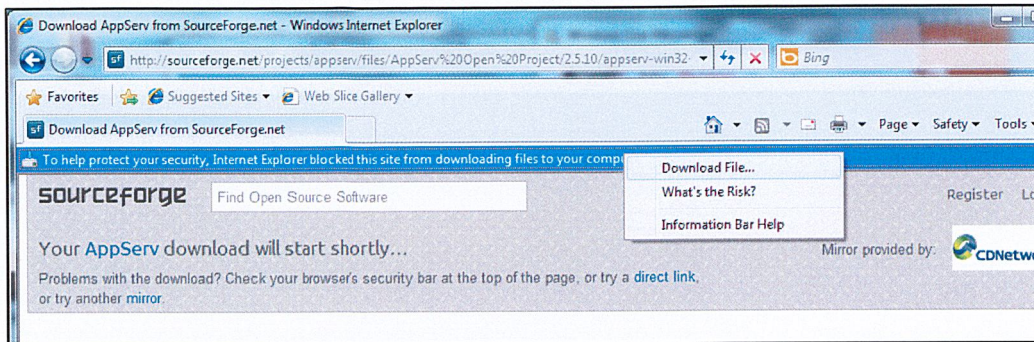 Download AppServ from SourceForge.net - Windows Internet Explorer
sf http://sourceforge.net/projects/appserv/files/AppServ%20Open%20Project/2.5.10/appserv-win32- Bing
Favorites Suggested Sites Web Slice Gallery
sf Download AppServ from SourceForge.net Page Safety Tools
To help protect your security, Internet Explorer blocked this site from downloading files to your
Download File...
What's the Risk?
Information Bar Help
sourceforge Find Open Source Software Register
Your AppServ download will start shortly...
Mirror provided by:
Problems with the download? Check your browser's security bar at the top of the page, or try a direct link,
or try another mirror.